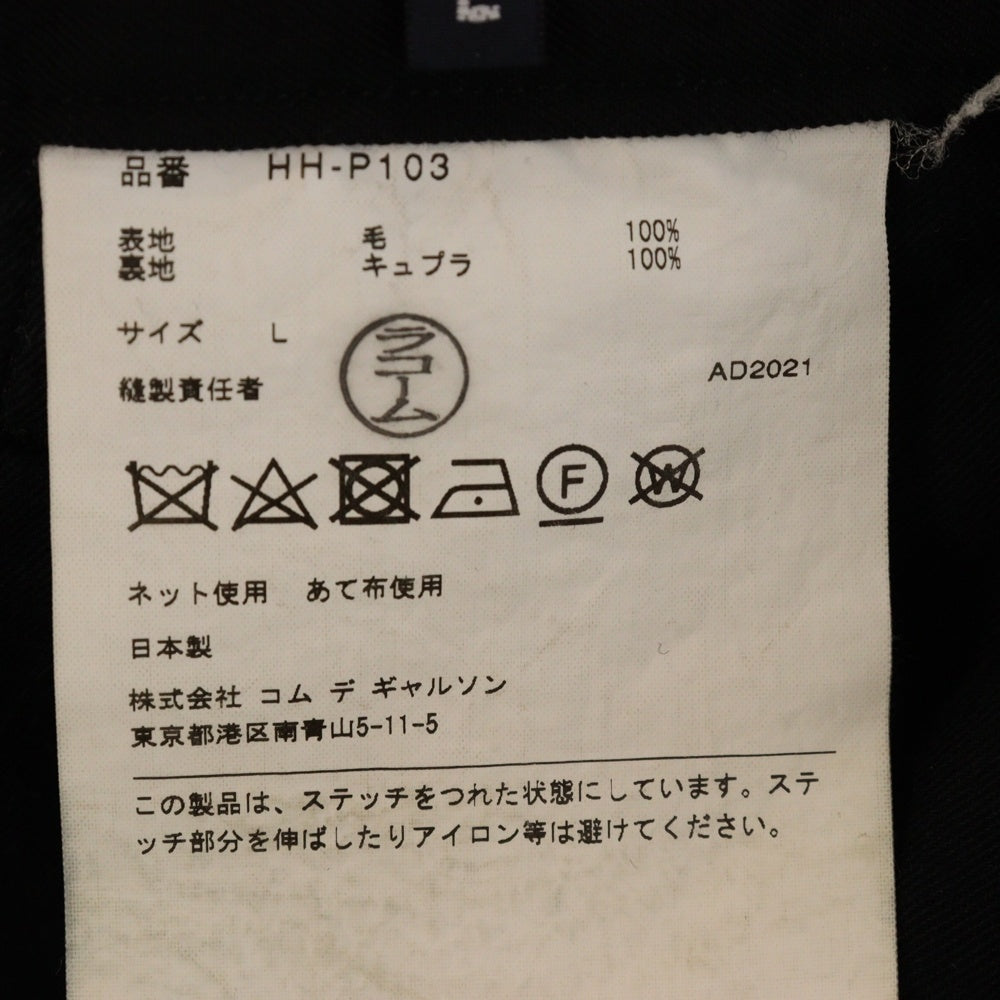 品番 HH-P103
表地 毛 100%
裏地 キュプラ 100%
サイズ L
ラコーム
縫製責任者
AD2021
F W
ネット使用 あて布使用
日本製
株式会社 コム デ ギャルソン
東京都港区南青山5-11-5
この製品は、ステッチをつれた状態にしています。ステ
ッチ部分を伸ばしたりアイロン等は避けてください。